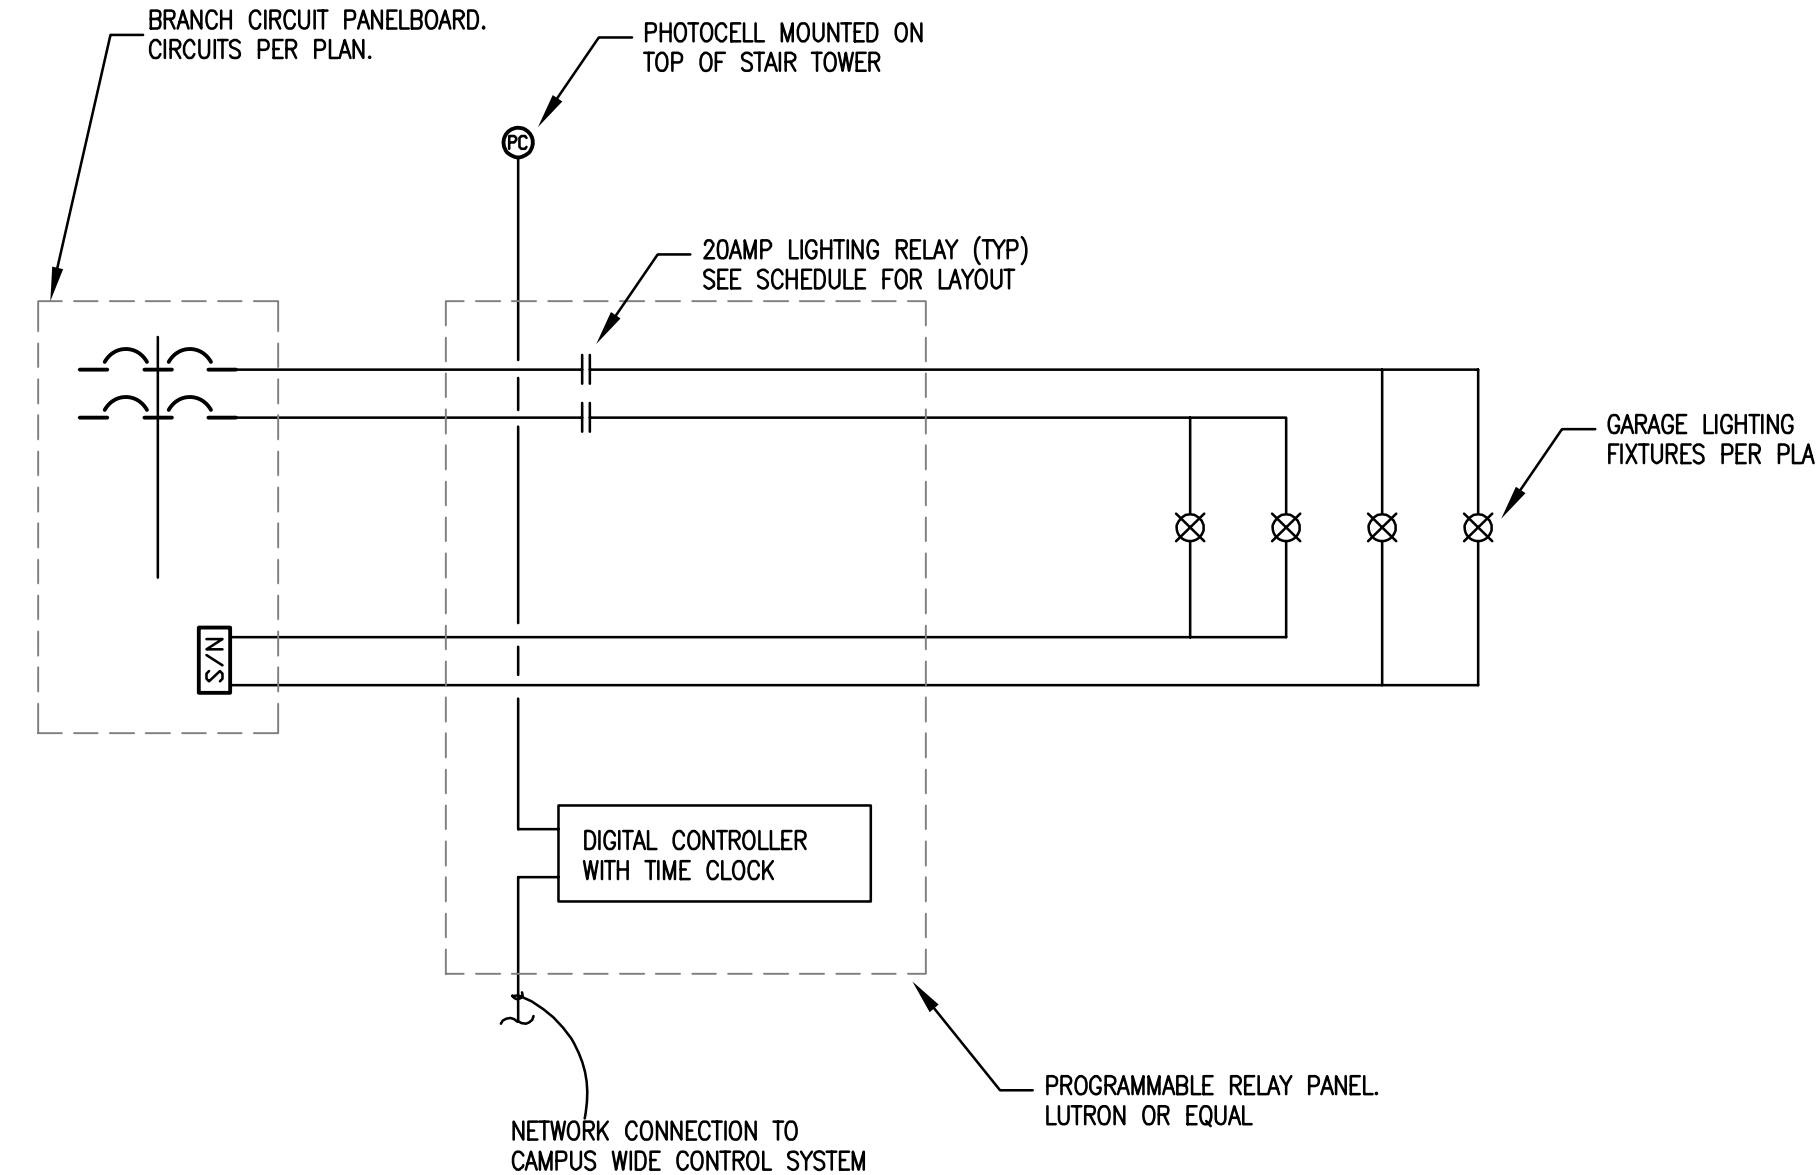 BRANCH CIRCUIT PANELBOARD.
CIRCUITS PER PLAN.
PHOTOCELL MOUNTED ON
TOP OF STAIR TOWER
PC
20AMP LIGHTING RELAY (TYP)
SEE SCHEDULE FOR LAYOUT
GARAGE LIGHTING
FIXTURES PER PLA
S/N
DIGITAL CONTROLLER
WITH TIME CLOCK
PROGRAMMABLE RELAY PANEL.
LUTRON OR EQUAL
NETWORK CONNECTION TO
CAMPUS WIDE CONTROL SYSTEM